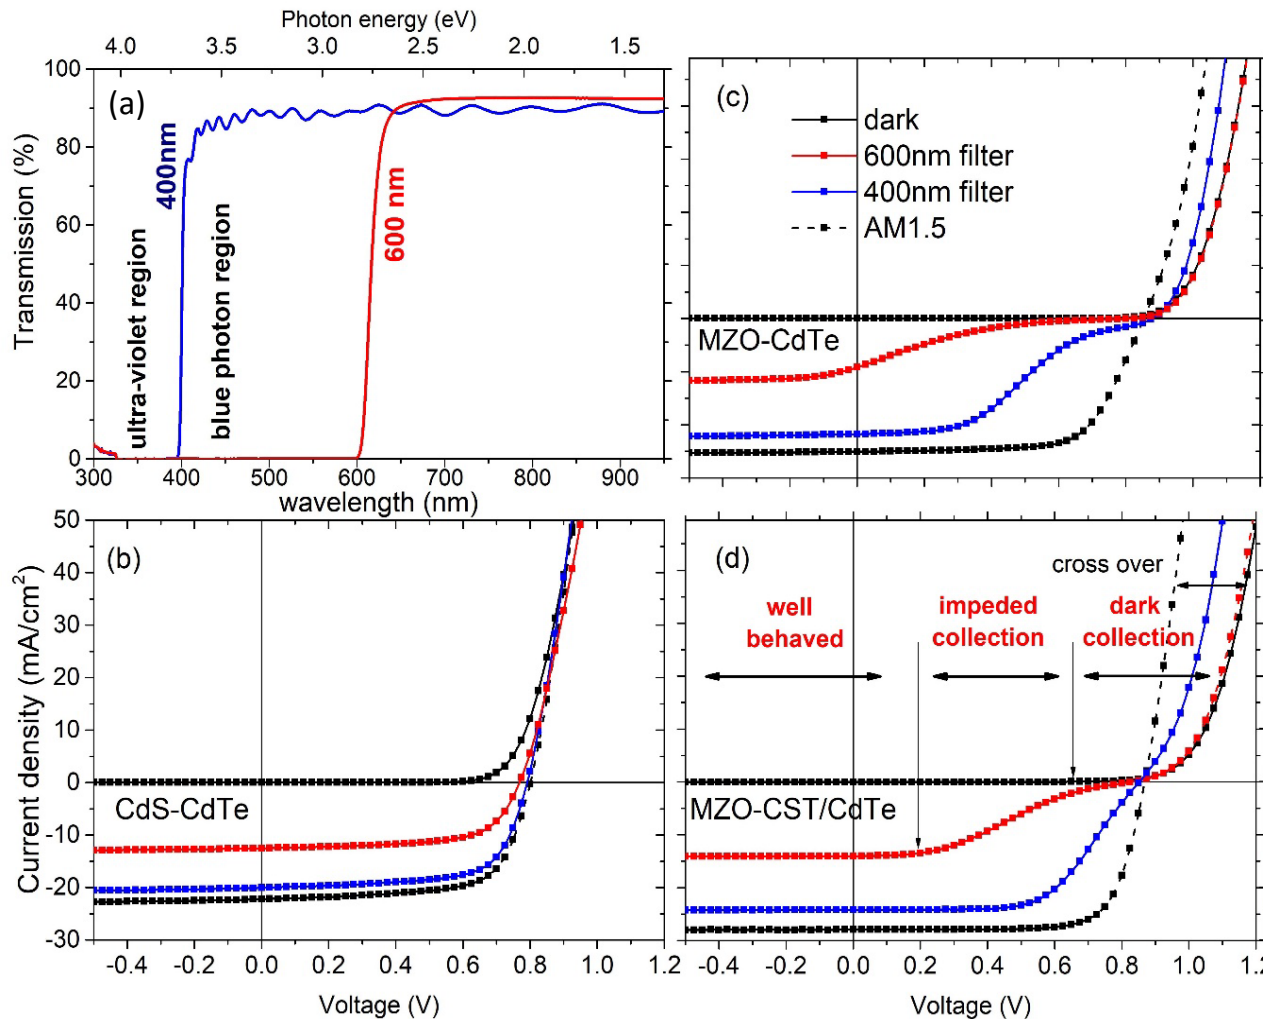 Photon energy (eV)
4.0 3.5 3.0 2.5 2.0 1.5
(a)
100
80
60
40
20
0
Transmission (%)
400nm
600 nm
ultra-violet region
blue photon region
300 400 500 600 700 800 900
wavelength (nm)
(c)
dark
600nm filter
400nm filter
AM1.5
MZO-CdTe
(b)
50
40
30
20
10
0
-10
-20
-30
Current density (mA/cm²)
CdS-CdTe
-0.4 -0.2 0.0 0.2 0.4 0.6 0.8 1.0 1.2
Voltage (V)
(d)
cross over
well
behaved
impeded
collection
dark
collection
MZO-CST/CdTe
-0.4 -0.2 0.0 0.2 0.4 0.6 0.8 1.0 1.2
Voltage (V)